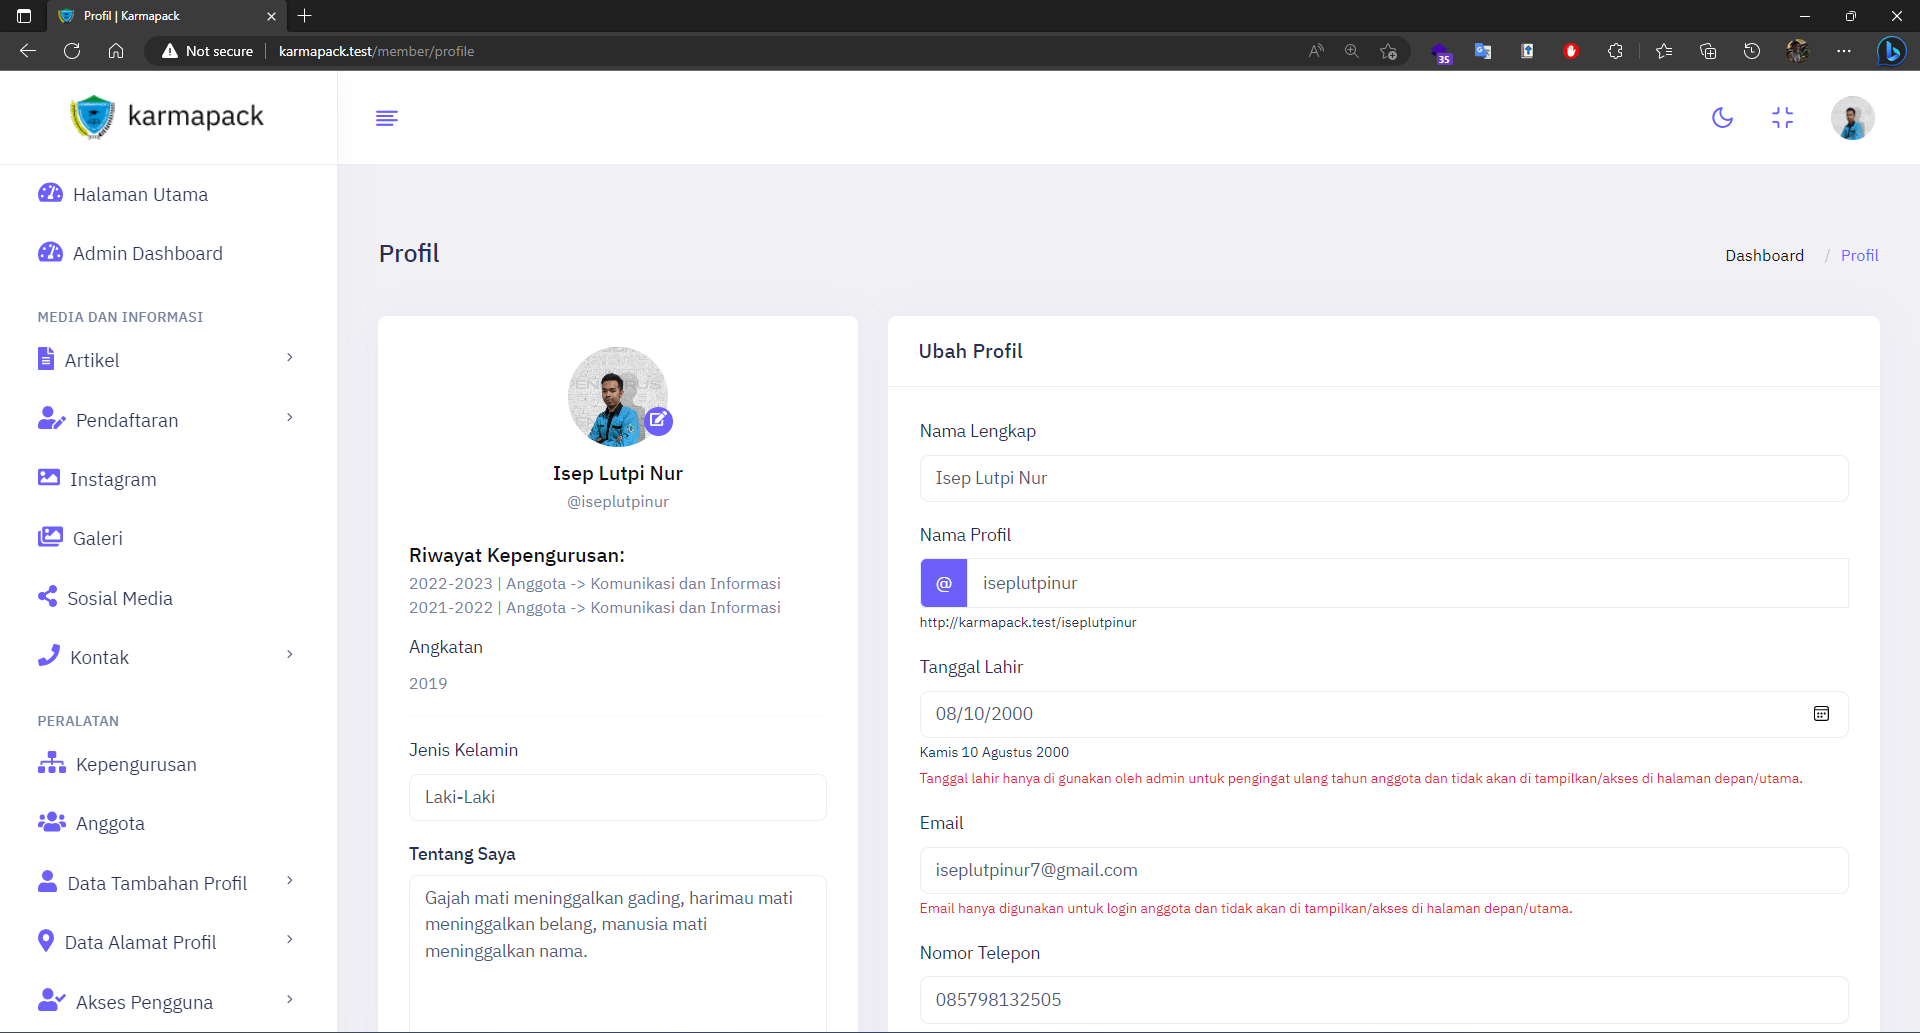 Profil | Karmapack
Not secure
karmapack.test/member/profile
35
karmapack
Halaman Utama
Admin Dashboard
MEDIA DAN INFORMASI
Artikel
Pendaftaran
Instagram
Galeri
Sosial Media
Kontak
PERALATAN
Kepengurusan
Anggota
Data Tambahan Profil
Data Alamat Profil
Akses Pengguna
Profil
Dashboard / Profil
Isep Lutpi Nur
@iseplutpinur
Riwayat Kepengurusan:
2022-2023 | Anggota -> Komunikasi dan Informasi
2021-2022 | Anggota -> Komunikasi dan Informasi
Angkatan
2019
Jenis Kelamin
Laki-Laki
Tentang Saya
Gajah mati meninggalkan gading, harimau mati
meninggalkan belang, manusia mati
meninggalkan nama.
Ubah Profil
Nama Lengkap
Isep Lutpi Nur
Nama Profil
@ iseplutpinur
http://karmapack.test/iseplutpinur
Tanggal Lahir
08/10/2000
Kamis 10 Agustus 2000
Tanggal lahir hanya di gunakan oleh admin untuk pengingat ulang tahun anggota dan tidak akan di tampilkan/akses di halaman depan/utama.
Email
iseplutpinur7@gmail.com
Email hanya digunakan untuk login anggota dan tidak akan di tampilkan/akses di halaman depan/utama.
Nomor Telepon
085798132505